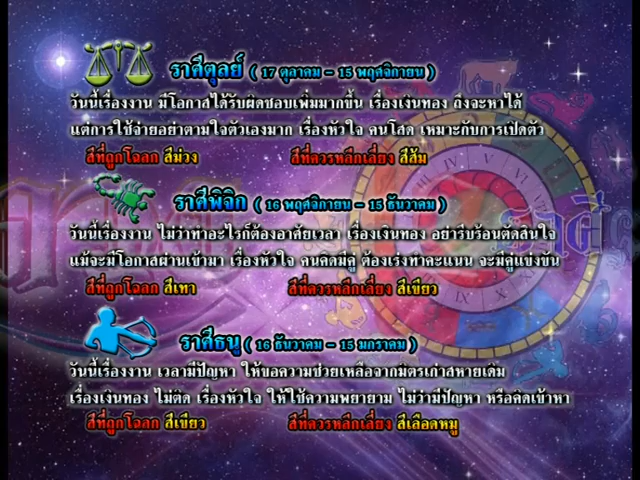 ราศีตุลย์ ( 17 ตุลาคม - 15 พฤศจิกายน )
วันนี้เรื่องงาน มีโอกาสได้รับผิดชอบเพิ่มมากขึ้น เรื่องเงินทอง ถึงจะหาได้
แต่การใช้จ่ายอย่าตามใจตัวเองมาก เรื่องหัวใจ คนโสด เหมาะกับการเปิดตัว
สีที่ถูกโฉลก สีม่วง สีที่ควรหลีกเลี่ยง สีส้ม
ราศีพิจิก ( 16 พฤศจิกายน - 15 ธันวาคม )
วันนี้เรื่องงาน ไม่ว่าทำอะไรก็ต้องอาศัยเวลา เรื่องเงินทอง อย่ารีบร้อนตัดสินใจ
แม้จะมีโอกาสผ่านเข้ามา เรื่องหัวใจ คนคิดมีคู่ ต้องเร่งทำคะแนน จะมีคู่แข่งขัน
สีที่ถูกโฉลก สีเทา สีที่ควรหลีกเลี่ยง สีเขียว
ราศีธนู ( 16 ธันวาคม - 15 มกราคม )
วันนี้เรื่องงาน เวลามีปัญหา ให้ขอความช่วยเหลือจากมิตรเก่าสหายเดิม
เรื่องเงินทอง ไม่ติด เรื่องหัวใจ ให้ใช้ความพยายาม ไม่ว่ามีปัญหา หรือคิดเข้าหา
สีที่ถูกโฉลก สีเขียว สีที่ควรหลีกเลี่ยง สีเลือดหมู